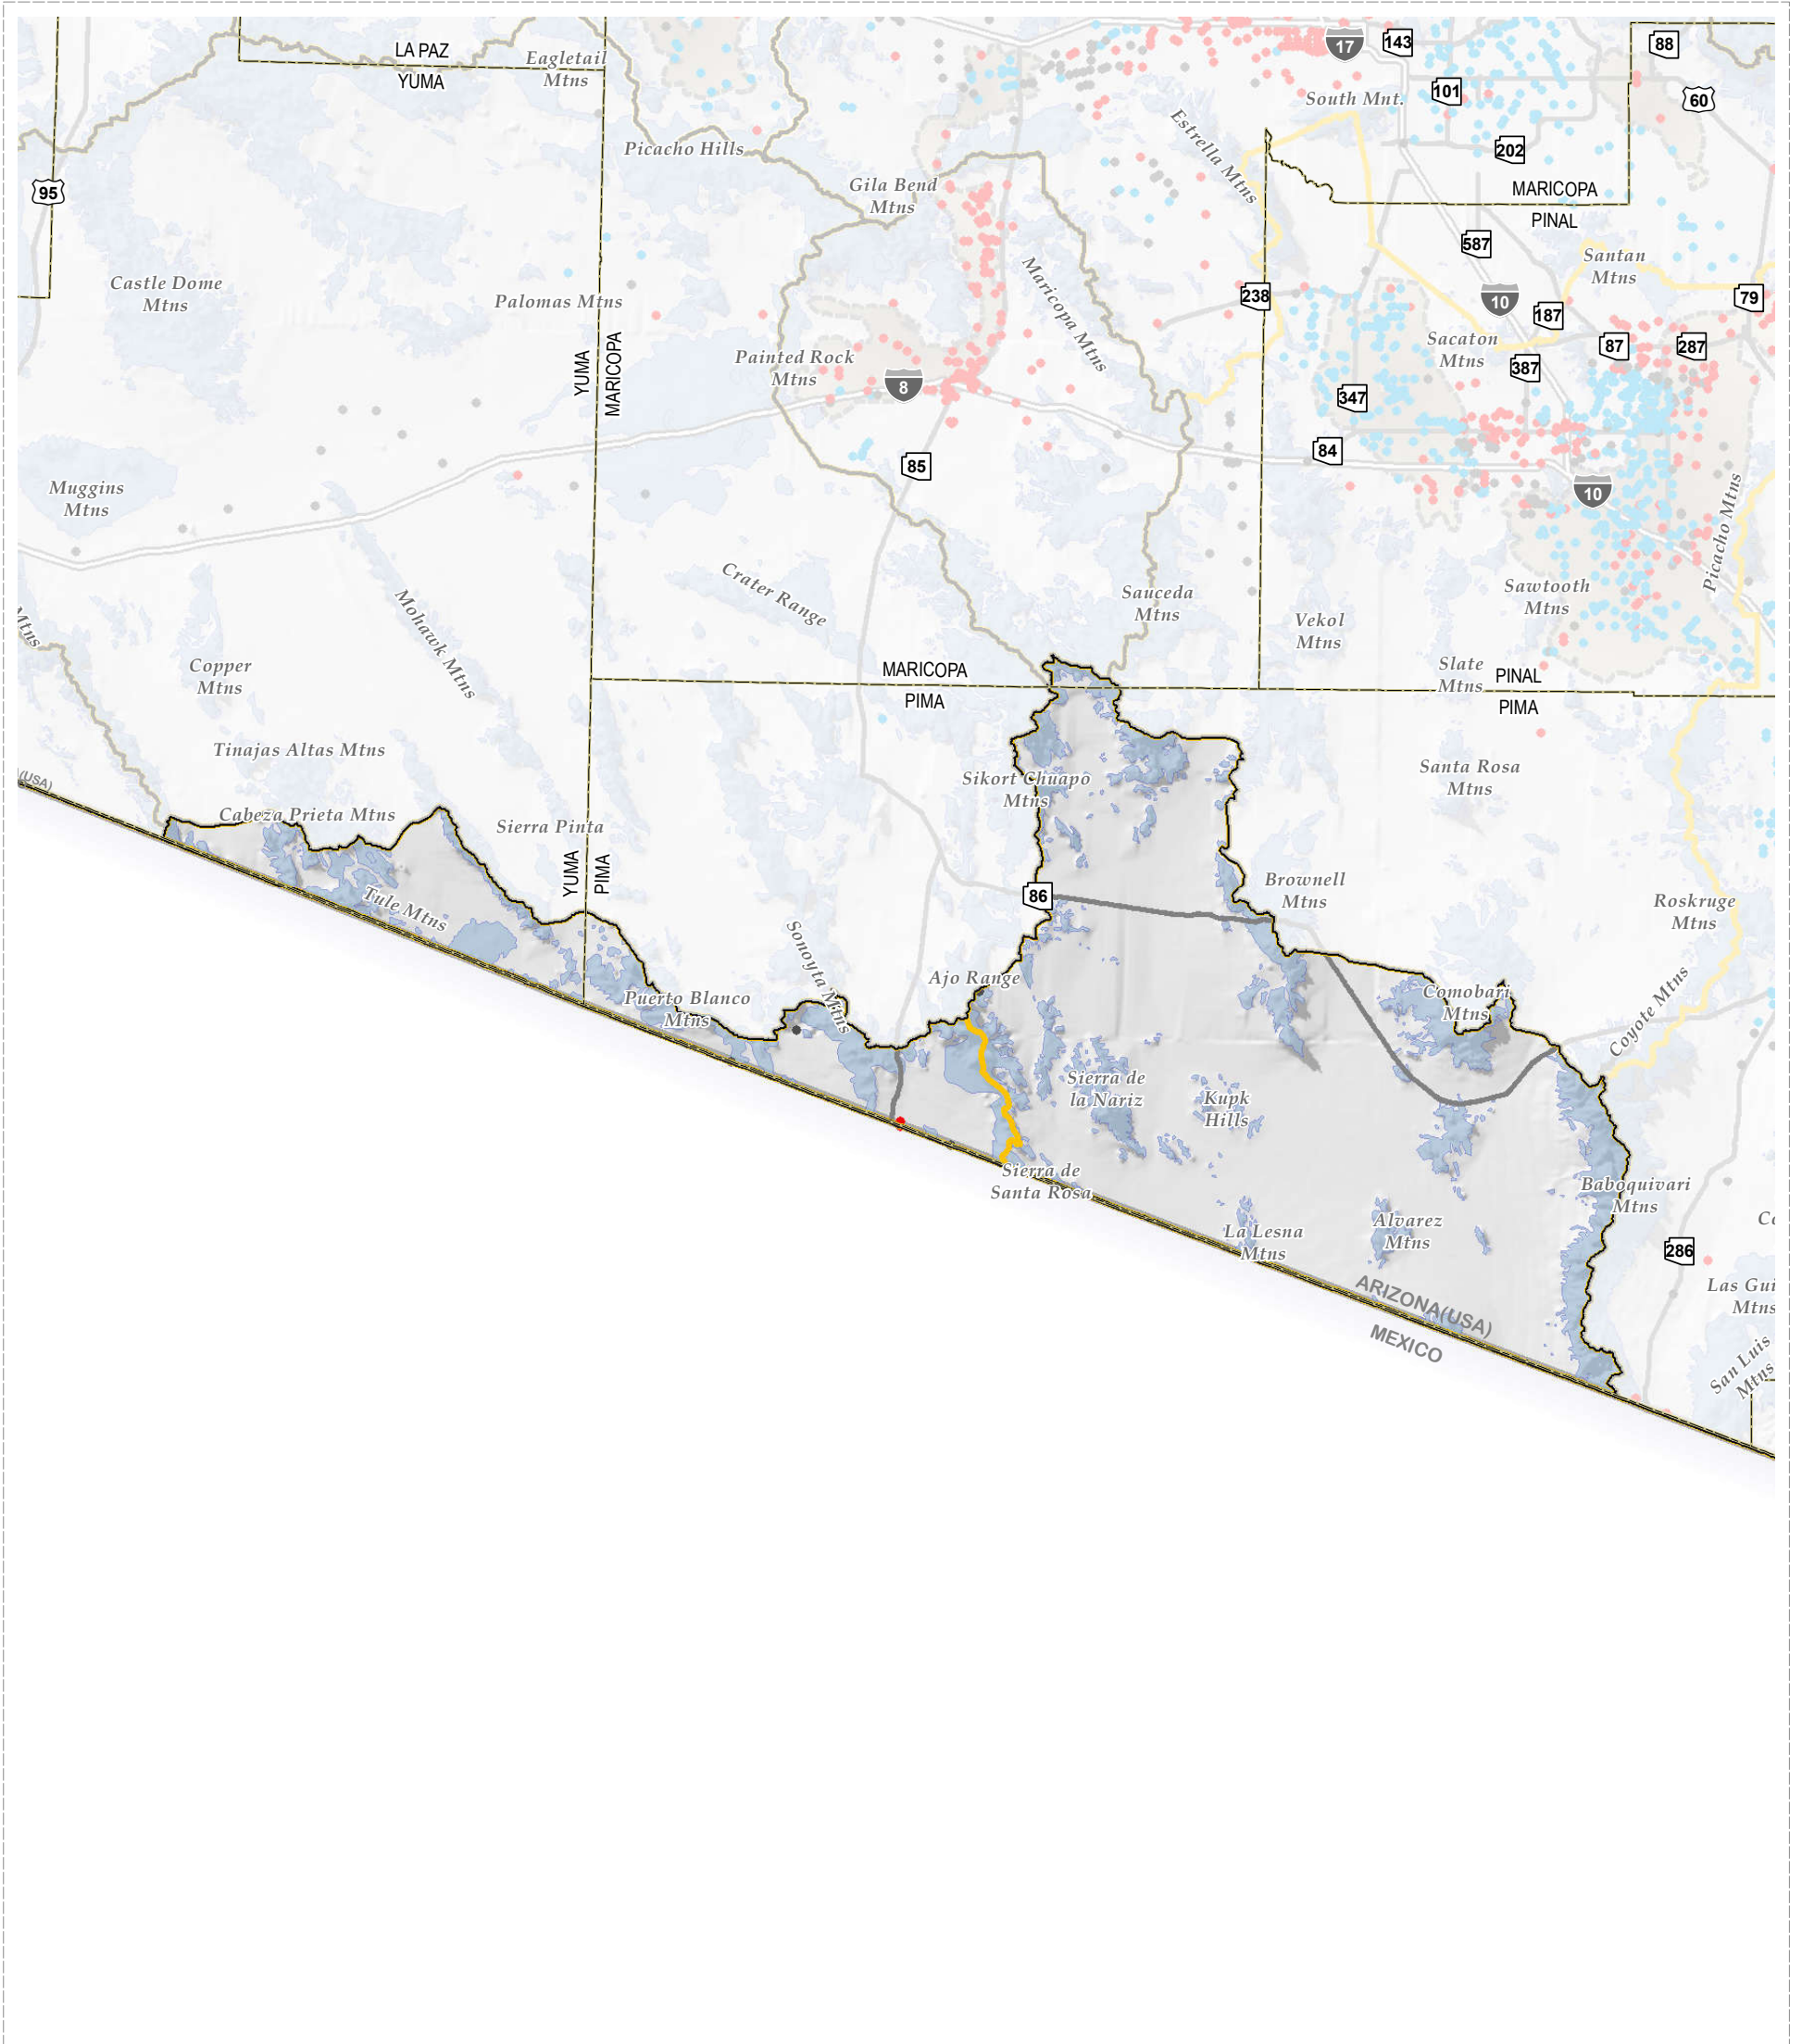 LA PAZ
YUMA
Eagletail
Mtns
17
143
88
101
60
South Mnt.
Estrella Mtns
202
Picacho Hills
95
Gila Bend
Mtns
MARICOPA
PINAL
587
Santan
Mtns
Castle Dome
Mtns
Palomas Mtns
Maricopa Mtns
238
10
187
79
Sacaton
Mtns
87
287
387
YUMA
MARICOPA
Painted Rock
Mtns
8
347
84
85
10
Muggins
Mtns
Picacho Mtns
Crater Range
Sauceda
Mtns
Sawtooth
Mtns
Mohawk Mtns
Vekol
Mtns
Mtns
Copper
Mtns
Slate
Mtns
MARICOPA
PIMA
PINAL
PIMA
Tinajas Altas Mtns
Sikort Chuapo
Mtns
Santa Rosa
Mtns
(USA)
Cabeza Prieta Mtns
Sierra Pinta
YUMA
PIMA
86
Brownell
Mtns
Roskruge
Mtns
Tule Mtns
Sonoyta Mtns
Ajo Range
Puerto Blanco
Mtns
Comobari
Mtns
Coyote Mtns
Sierra de
la Nariz
Kupk
Hills
Sierra de
Santa Rosa
Baboquivari
Mtns
La Lesna
Mtns
Alvarez
Mtns
286
Las Gui
Mtns
ARIZONA(USA)
MEXICO
San Luis
Mtns